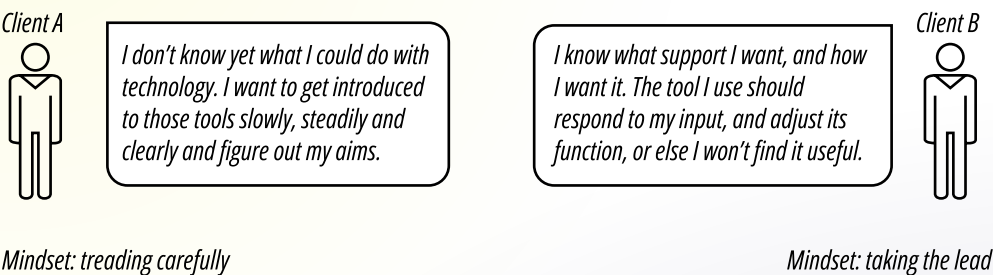 Client A
I don’t know yet what I could do with
technology. I want to get introduced
to those tools slowly, steadily and
clearly and figure out my aims.
Mindset: treading carefully
Client B
I know what support I want, and how
I want it. The tool I use should
respond to my input, and adjust its
function, or else I won’t find it useful.
Mindset: taking the lead